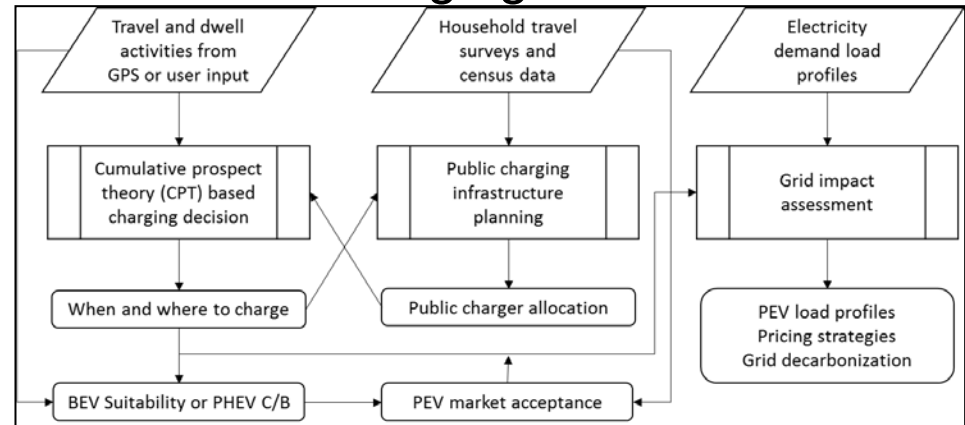 Travel and dwell
activities from
GPS or user input
Household travel
surveys and
census data
Electricity
demand load
profiles
Cumulative prospect
theory (CPT) based
charging decision
Public charging
infrastructure
planning
Grid impact
assessment
When and where to charge
Public charger allocation
PEV load profiles
Pricing strategies
Grid decarbonization
BEV Suitability or PHEV C/B
PEV market acceptance